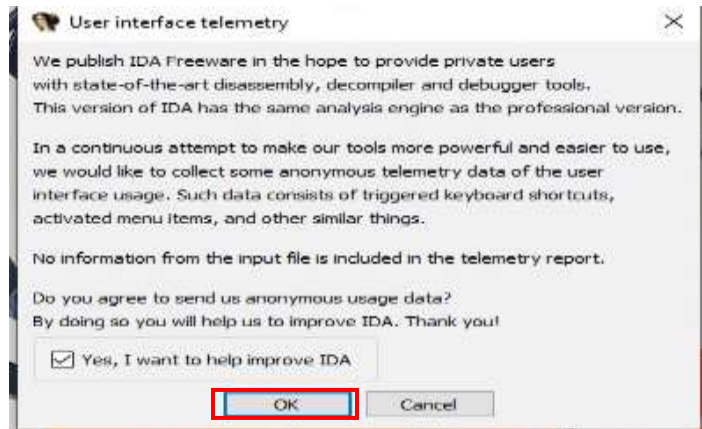 User interface telemetry
We publish IDA Freeware in the hope to provide private users
with state-of-the-art disassembly, decompiler and debugger tools.
This version of IDA has the same analysis engine as the professional version.
In a continuous attempt to make our tools more powerful and easier to use,
we would like to collect some anonymous telemetry data of the user
interface usage. Such data consists of triggered keyboard shortcuts,
activated menu items, and other similar things.
No information from the input file is included in the telemetry report.
Do you agree to send us anonymous usage data?
By doing so you will help us to improve IDA. Thank you!
Yes, I want to help improve IDA
OK Cancel